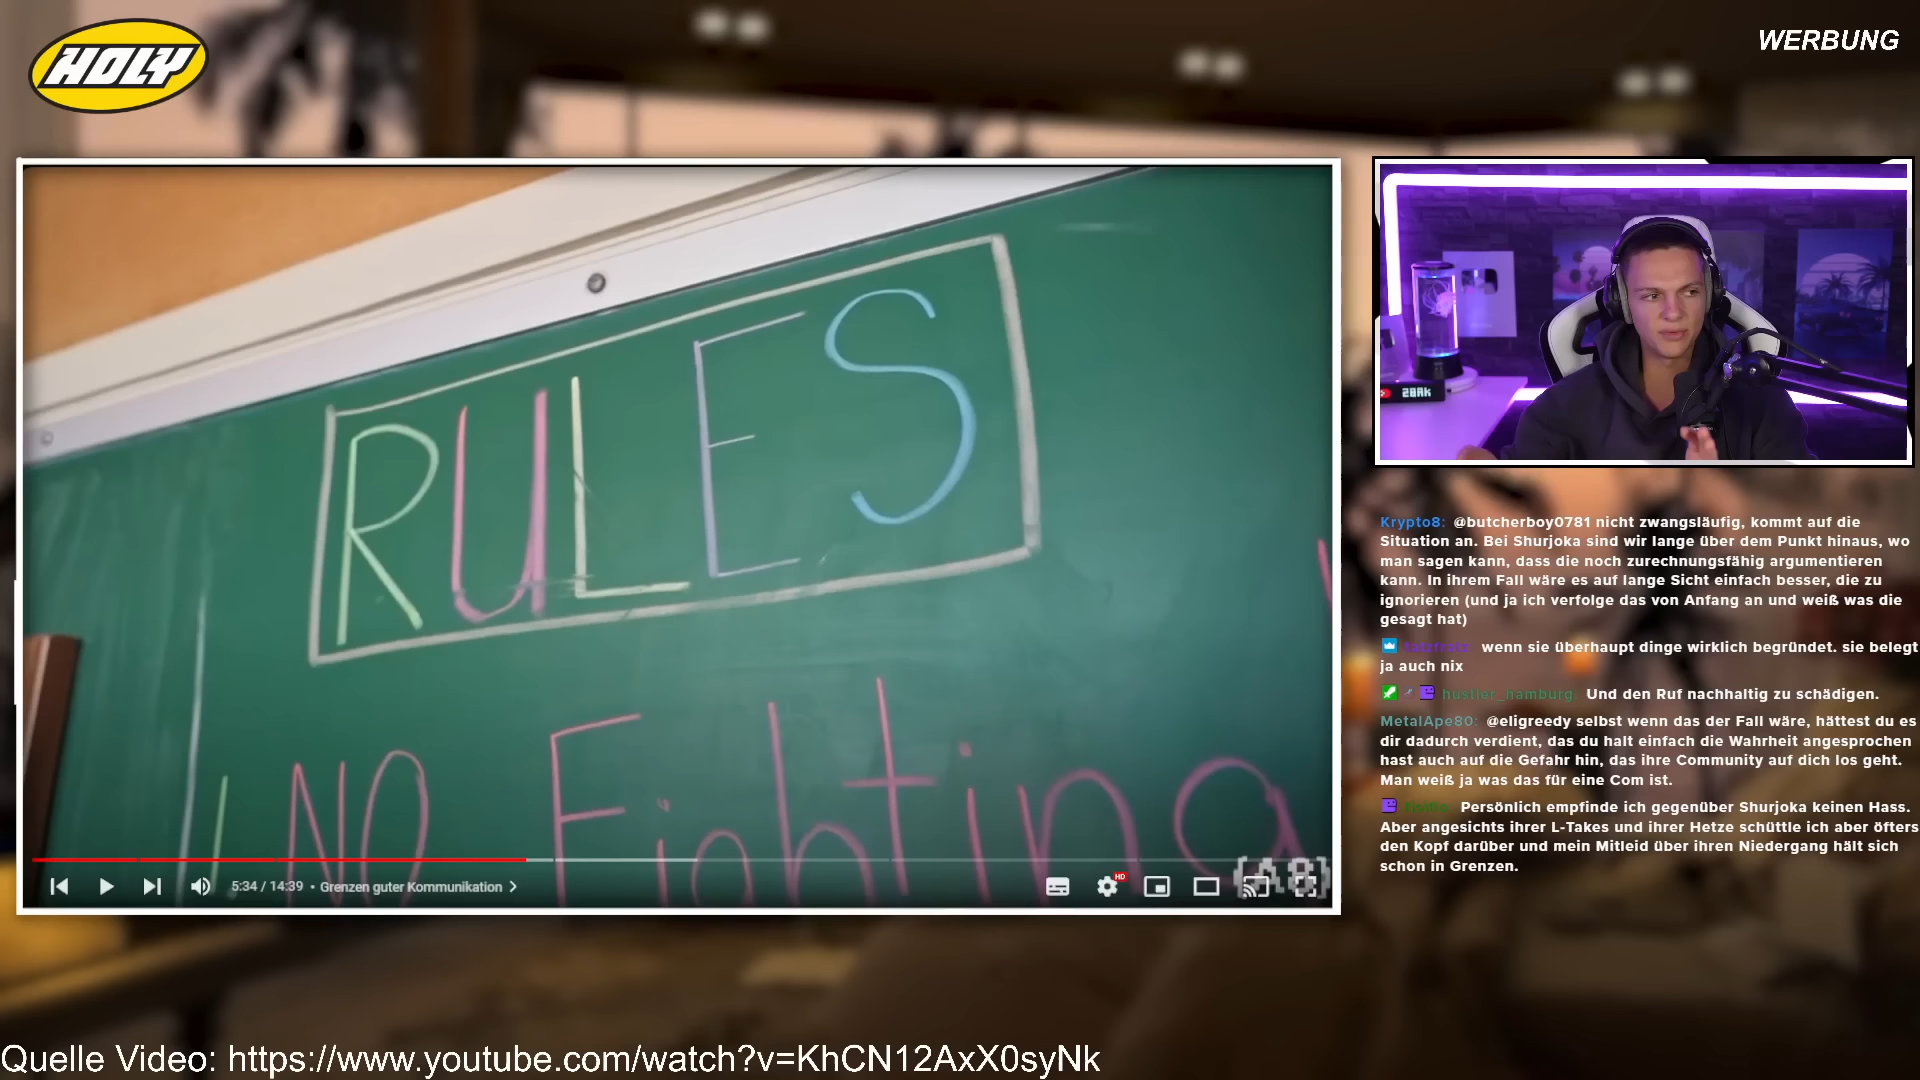 HOLY
WERBUNG
RULES
NO Fighting
5:34 / 14:39 • Grenzen guter Kommunikation
HD
{A8}
28Ak
Krypto8: @butcherboy0781 nicht zwangsläufig, kommt auf die
Situation an. Bei Shurjoka sind wir lange über dem Punkt hinaus, wo
man sagen kann, dass die noch zurechnungsfähig argumentieren
kann. In ihrem Fall wäre es auf lange Sicht einfach besser, die zu
ignorieren (und ja ich verfolge das von Anfang an und weiß was die
gesagt hat)
wenn sie überhaupt dinge wirklich begründet. sie belegt
ja auch nix
hustler_hamburg: Und den Ruf nachhaltig zu schädigen.
MetalApe80: @eligreedy selbst wenn das der Fall wäre, hättest du es
dir dadurch verdient, das du halt einfach die Wahrheit angesprochen
hast auch auf die Gefahr hin, das ihre Community auf dich los geht.
Man weiß ja was das für eine Com ist.
Persönlich empfinde ich gegenüber Shurjoka keinen Hass.
Aber angesichts ihrer L-Takes und ihrer Hetze schüttle ich aber öfters
den Kopf darüber und mein Mitleid über ihren Niedergang hält sich
schon in Grenzen.
Quelle Video: https://www.youtube.com/watch?v=KhCN12AxX0syNk